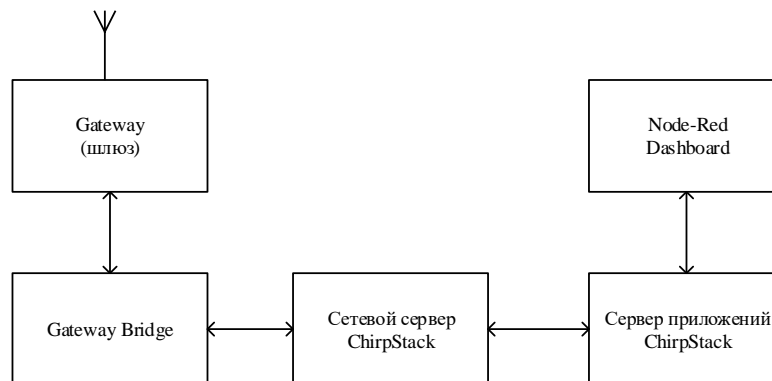 Gateway
(шлюз)
Node-Red
Dashboard
Gateway Bridge
Сетевой сервер
ChirpStack
Сервер приложений
ChirpStack